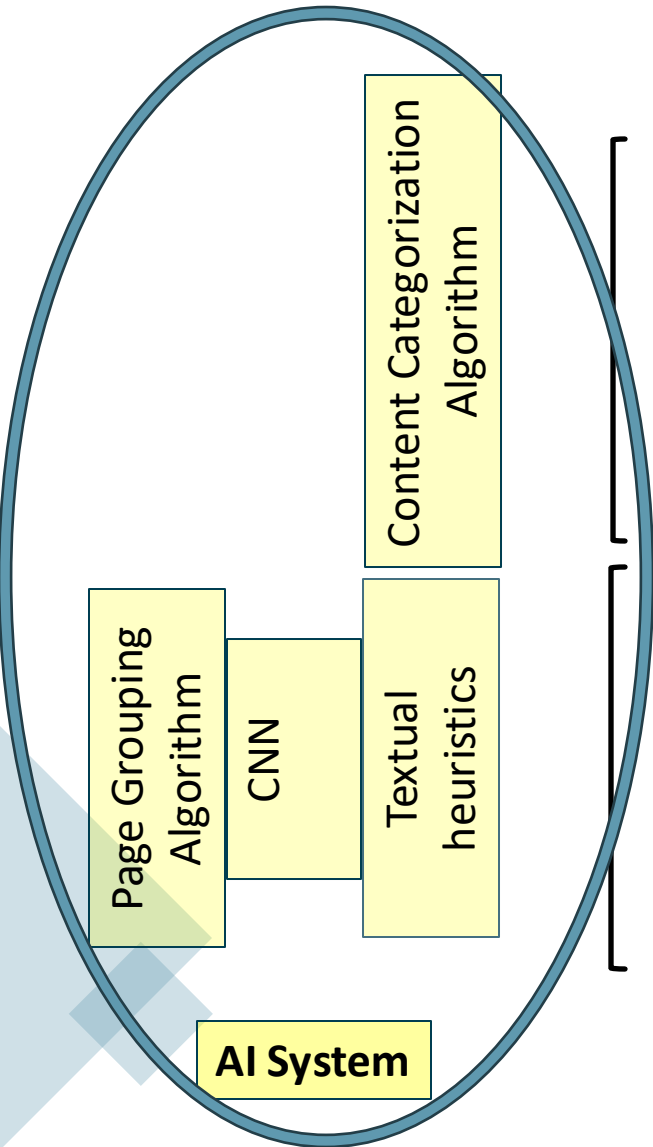 Page Grouping
Algorithm
CNN
Textual
heuristics
Content Categorization
Algorithm
AI System